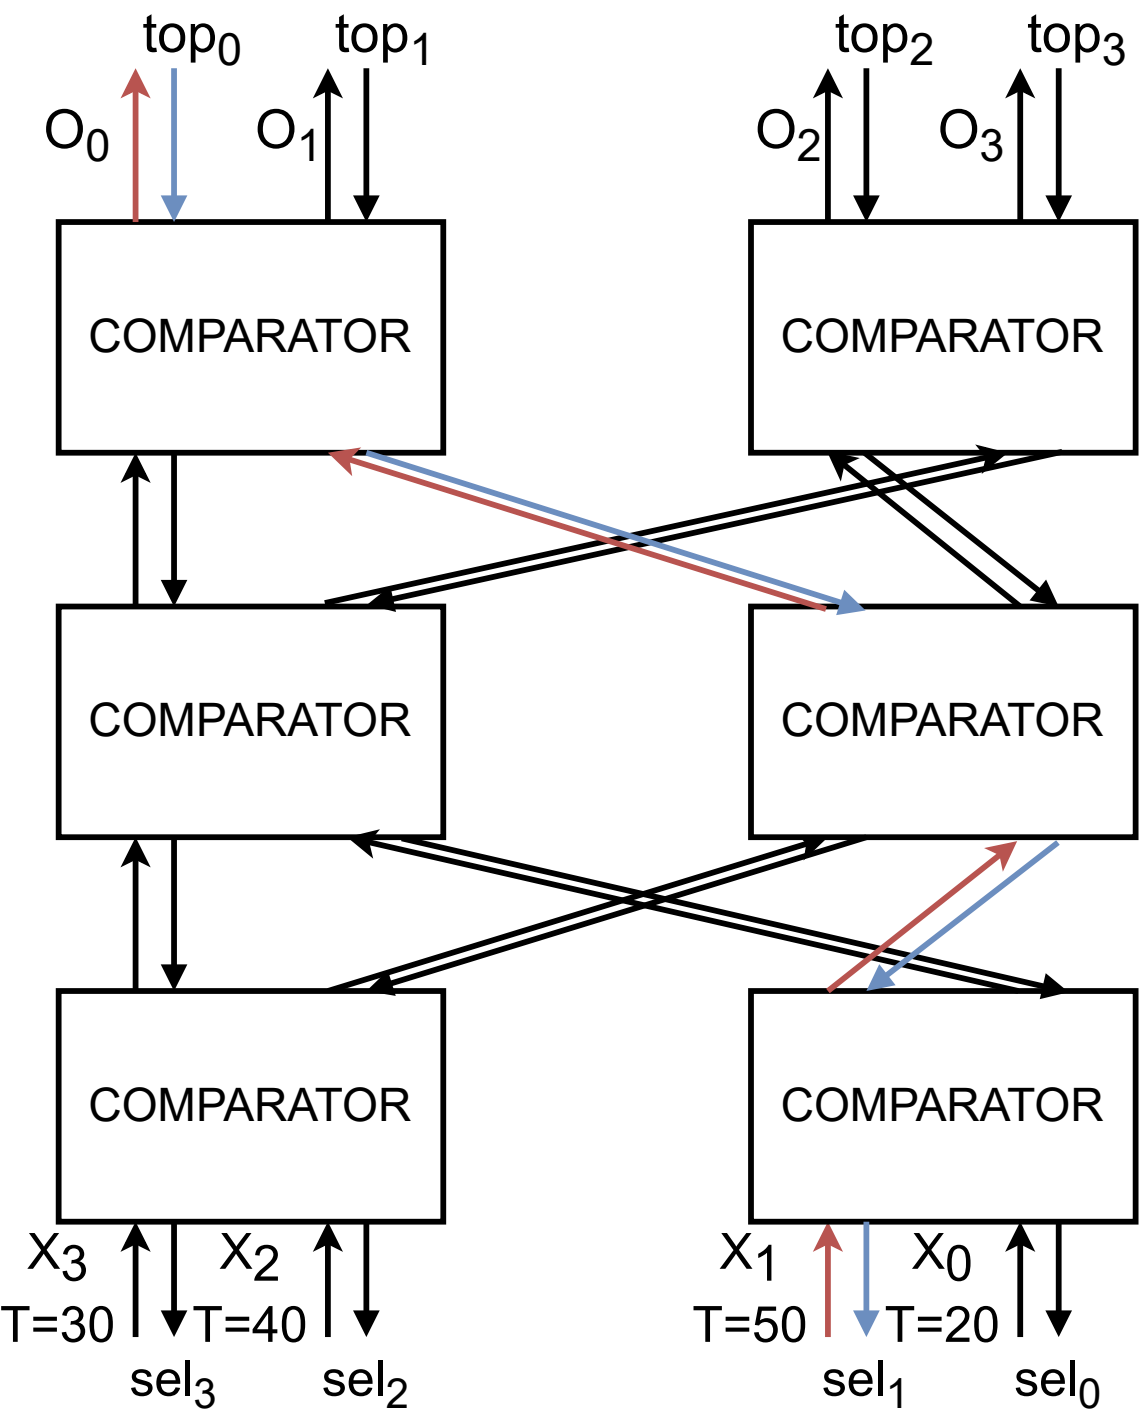 top0 top1 top2 top3
O0 O1 O2 O3
COMPARATOR COMPARATOR
COMPARATOR COMPARATOR
COMPARATOR COMPARATOR
X3 X2 X1 X0
T=30 T=40 T=50 T=20
sel3 sel2 sel1 sel0